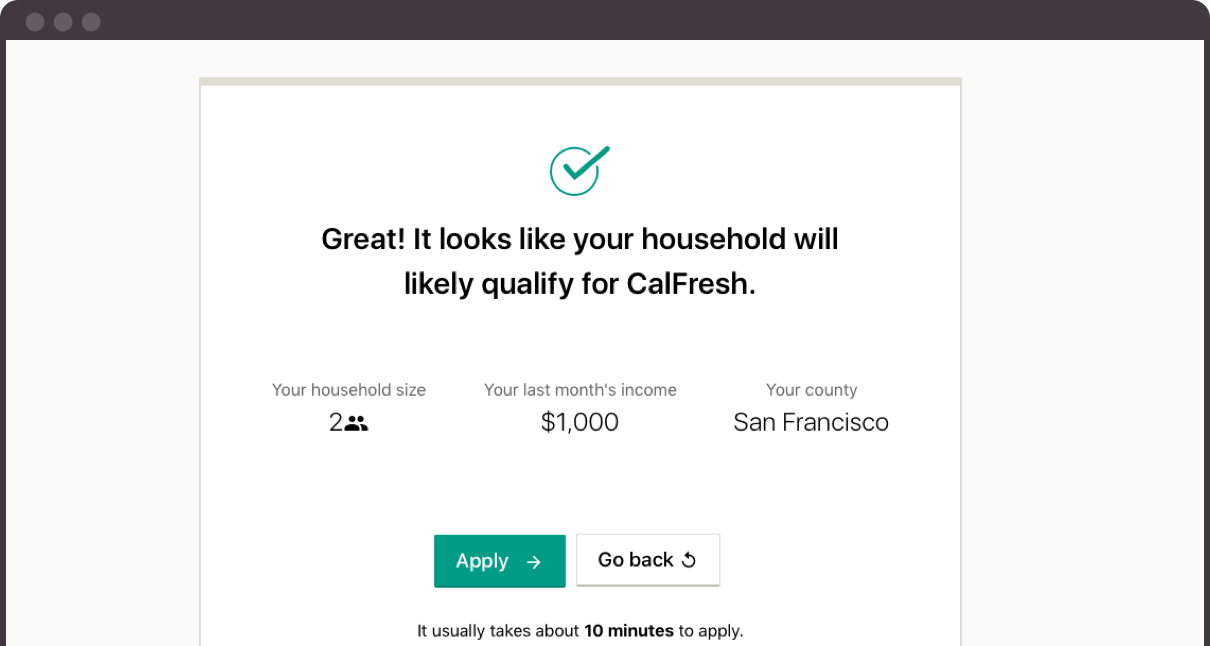 Great! It looks like your household will
likely qualify for CalFresh.
Your household size
2
Your last month's income
$1,000
Your county
San Francisco
Apply →
Go back
It usually takes about 10 minutes to apply.